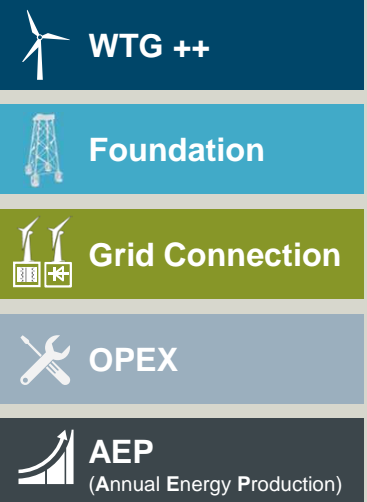 WTG ++
Foundation
Grid Connection
OPEX
AEP
(Annual Energy Production)